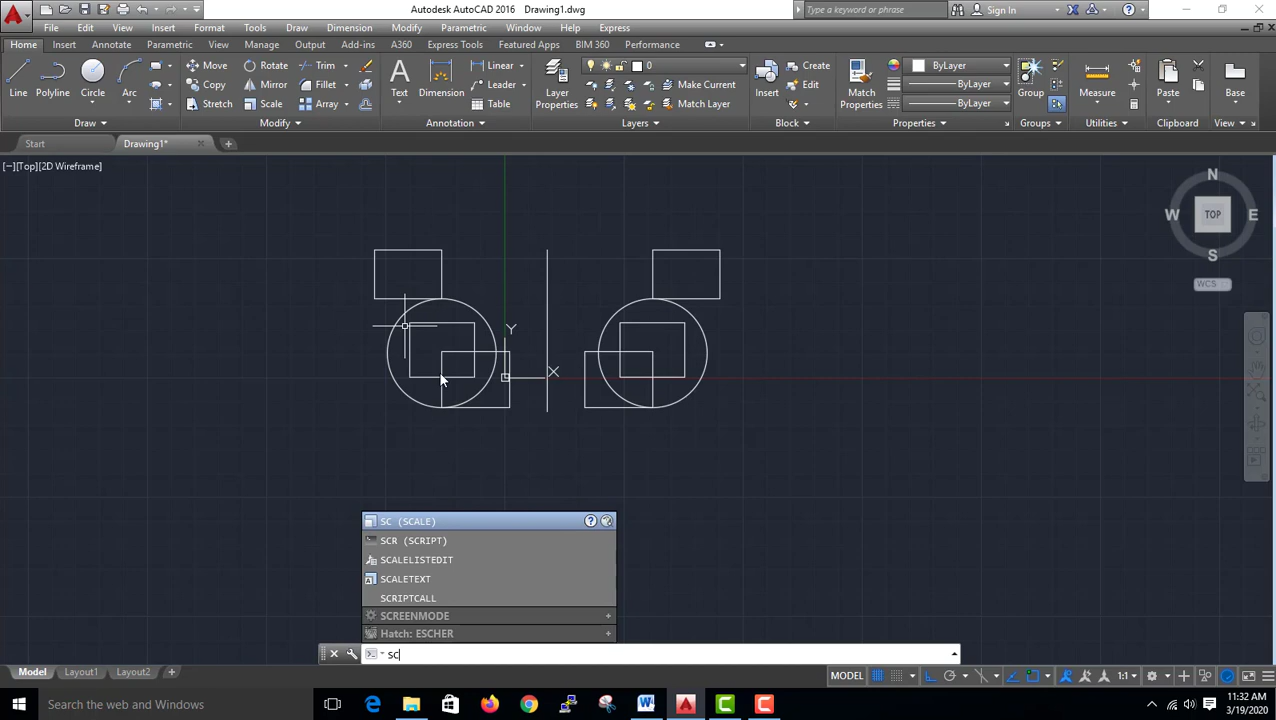 Autodesk AutoCAD 2016 Drawing1.dwg
Type a keyword or phrase
Sign In
File Edit View Insert Format Tools Draw Dimension Modify Parametric Window Help Express
Home Insert Annotate Parametric View Manage Output Add-ins A360 Express Tools Featured Apps BIM 360 Performance
Line Polyline Circle Arc
Move Rotate Trim
Copy Mirror Fillet
Stretch Scale Array
Text Dimension
Linear
Leader
Table
Layer Properties
0
Make Current
Match Layer
Insert
Create
Edit
Match Properties
ByLayer
ByLayer
ByLayer
Group
Measure
Paste
Base
Draw Modify Annotation Layers Block Properties Groups Utilities Clipboard View
Start Drawing1*
[−][Top][2D Wireframe]
N
W TOP E
S
WCS
Y
X
SC (SCALE)
SCR (SCRIPT)
SCALELISTEDIT
SCALETEXT
SCRIPTCALL
SCREENMODE
Hatch: ESCHER
SC
Model Layout1 Layout2
MODEL
1:1
Search the web and Windows
11:32 AM
3/19/2020